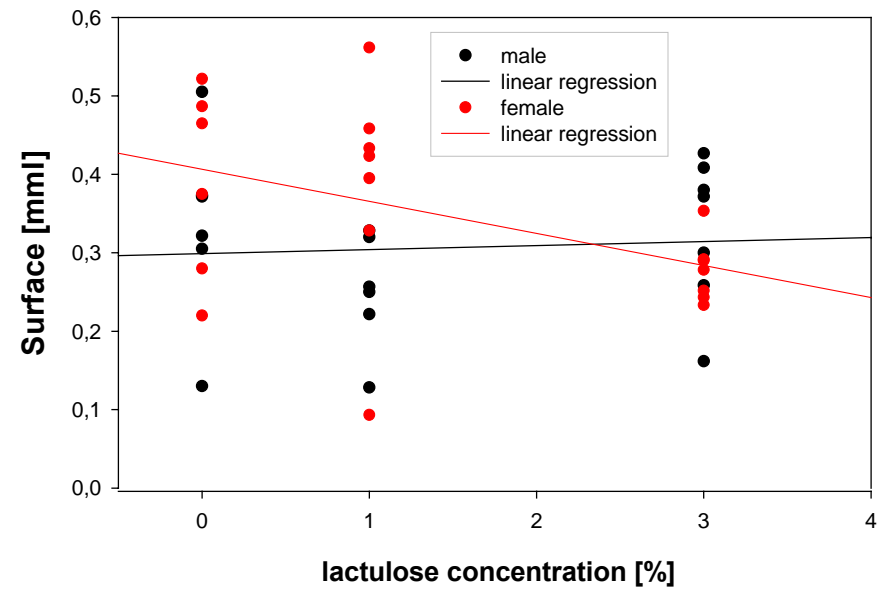 0,6
0,5
0,4
0,3
0,2
0,1
0,0
Surface [mml]
male
linear regression
female
linear regression
0 1 2 3 4
lactulose concentration [%]